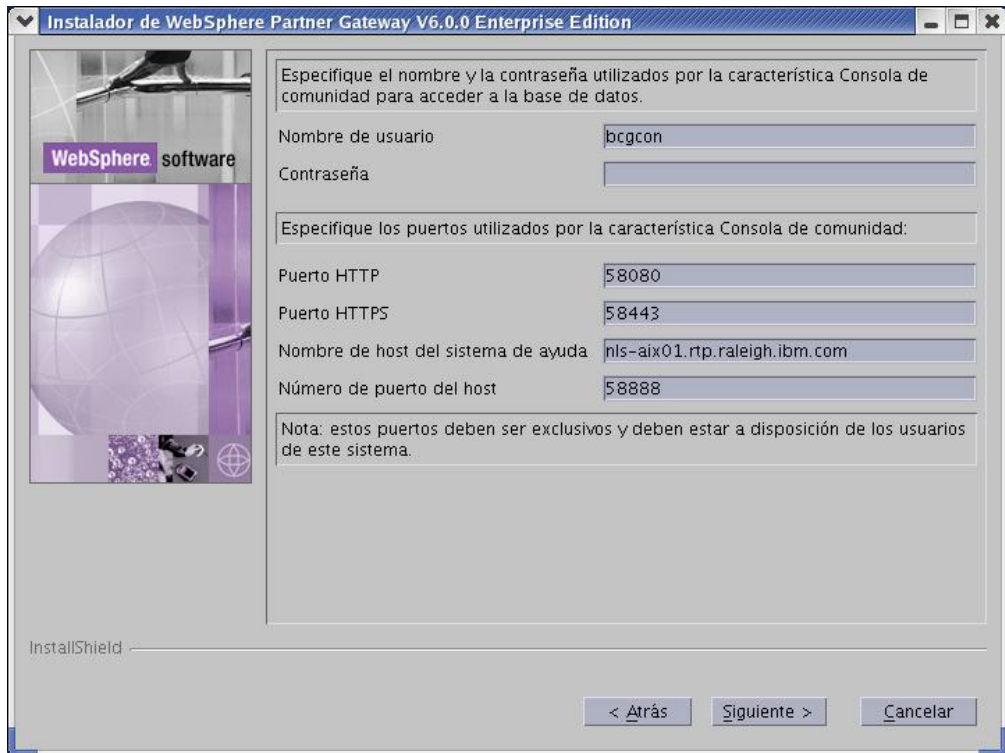 Instalador de WebSphere Partner Gateway V6.0.0 Enterprise Edition
WebSphere software
Especifique el nombre y la contraseña utilizados por la característica Consola de
comunidad para acceder a la base de datos.
Nombre de usuario bcgcon
Contraseña
Especifique los puertos utilizados por la característica Consola de comunidad:
Puerto HTTP 58080
Puerto HTTPS 58443
Nombre de host del sistema de ayuda nls-aix01.rtp.raleigh.ibm.com
Número de puerto del host 58888
Nota: estos puertos deben ser exclusivos y deben estar a disposición de los usuarios
de este sistema.
InstallShield
< Atrás Siguiente > Cancelar